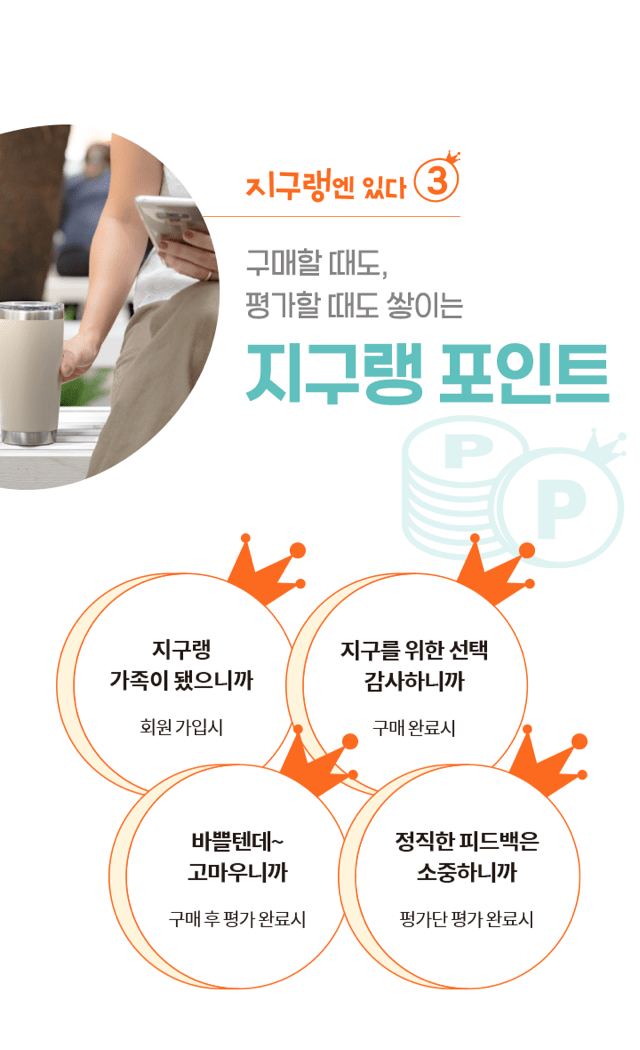 지구랭엔 있다 3
구매할 때도,
평가할 때도 쌓이는
지구랭 포인트
P
P
지구랭
가족이 됐으니까
회원 가입시
지구를 위한 선택
감사하니까
구매 완료시
바쁠텐데~
고마우니까
구매 후 평가 완료시
정직한 피드백은
소중하니까
펑가단 평가 완료시